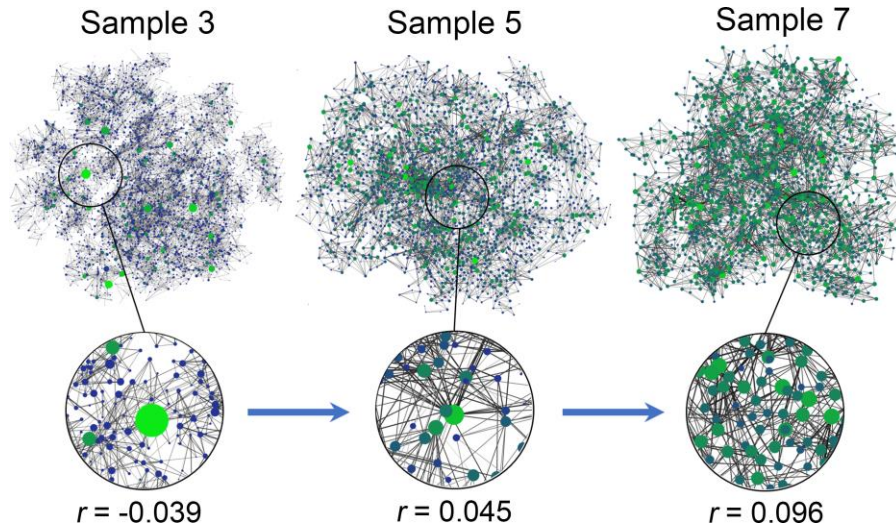 Sample 3
Sample 5
Sample 7
r = -0.039
r = 0.045
r = 0.096